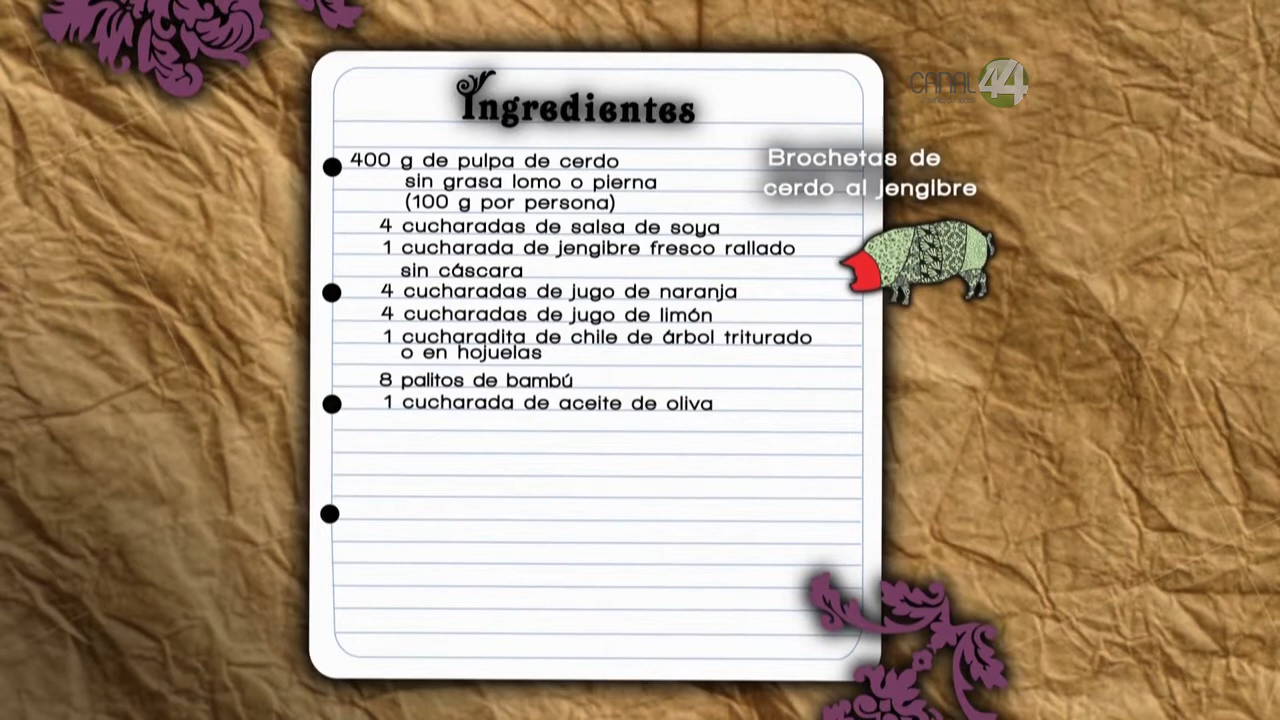 Ingredientes
400 g de pulpa de cerdo
sin grasa lomo o pierna
(100 g por persona)
4 cucharadas de salsa de soya
1 cucharada de jengibre fresco rallado
sin cáscara
4 cucharadas de jugo de naranja
4 cucharadas de jugo de limón
1 cucharadita de chile de árbol triturado
o en hojuelas
8 palitos de bambú
1 cucharada de aceite de oliva
CANAL 44
Brochetas de
cerdo al jengibre